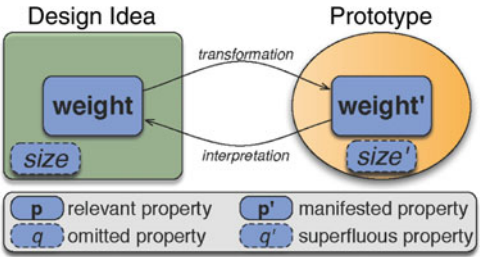 Design Idea
Prototype
transformation
weight
weight'
interpretation
size
size'
p relevant property
p' manifested property
q omitted property
q' superfluous property